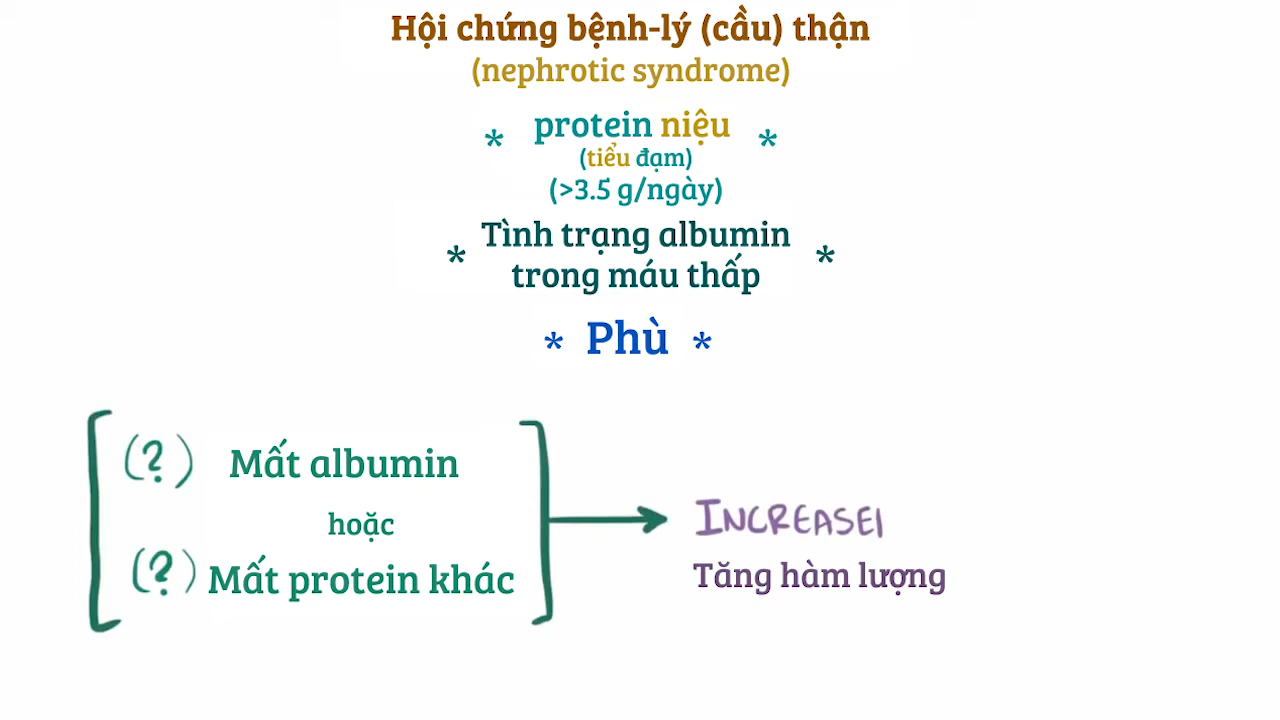 Hội chứng bệnh-lý (cầu) thận
(nephrotic syndrome)
* protein niệu *
(tiểu đạm)
(>3.5 g/ngày)
* Tình trạng albumin *
trong máu thấp
* Phù *
(?) Mất albumin
hoặc
(?) Mất protein khác
INCREASE
Tăng hàm lượng